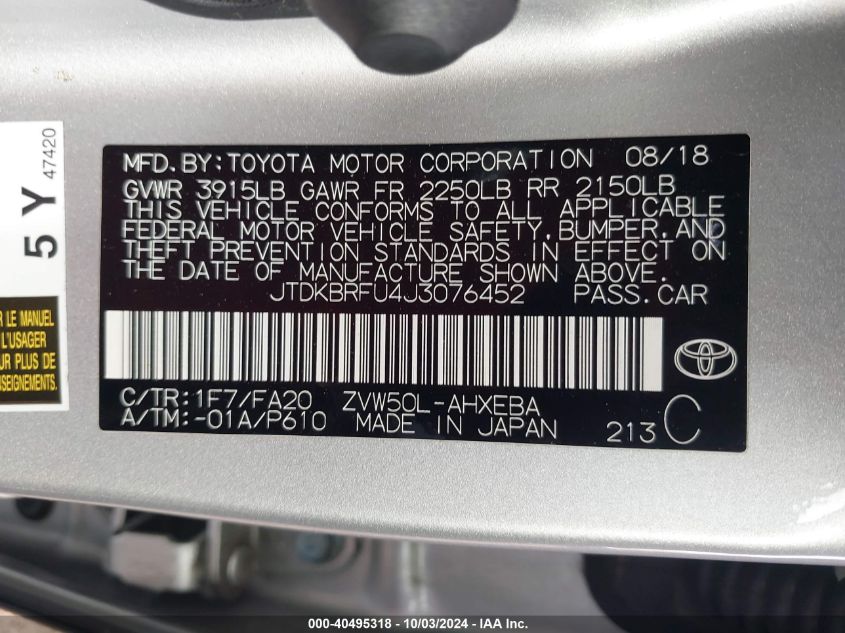 MFD. BY: TOYOTA MOTOR CORPORATION 08/18
GVWR 3915LB GAWR FR 2250LB RR 2150LB
THIS VEHICLE CONFORMS TO ALL APPLICABLE
FEDERAL MOTOR VEHICLE SAFETY, BUMPER, AND
THEFT PREVENTION STANDARDS IN EFFECT ON
THE DATE OF MANUFACTURE SHOWN ABOVE.
JTDKBRFU4J3076452 PASS.CAR
C/TR: 1F7/FA20 ZVW50L-AHXEBA
A/TM: -01A/P610 MADE IN JAPAN 213 C
5 Y
47420
R LE MANUEL
L'USAGER
R PLUS DE
SEIGNEMENTS.
000-40495318 - 10/03/2024 - IAA, Inc.